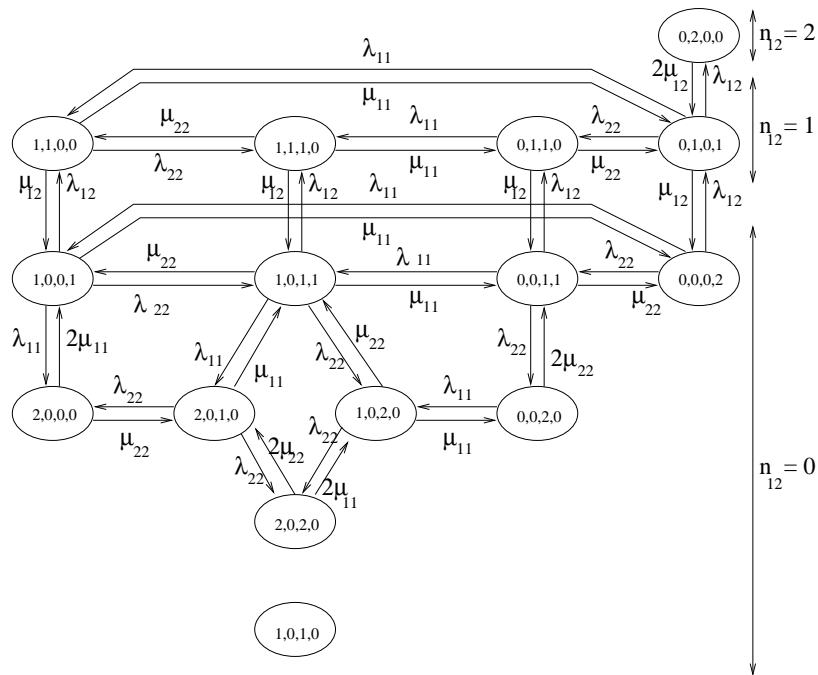 0,2,0,0
n₁₂ = 2
λ₁₁
2μ₁₂ λ₁₂
μ₁₁
μ₂₂ λ₁₁ λ₂₂ n₁₂ = 1
1,1,0,0 1,1,1,0 0,1,1,0 0,1,0,1
λ₂₂ μ₁₁ μ₂₂
μ₁₂ λ₁₂ μ₁₂ λ₁₂ λ₁₁ μ₁₂ λ₁₂ μ₁₂ λ₁₂
μ₁₁
μ₂₂ λ ₁₁ λ₂₂
1,0,0,1 1,0,1,1 0,0,1,1 0,0,0,2
λ ₂₂ μ₁₁ μ₂₂
λ₁₁ 2μ₁₁ λ₁₁ μ₁₁ λ₂₂ μ₂₂ λ₂₂ 2μ₂₂
λ₂₂ λ₁₁
2,0,0,0 2,0,1,0 1,0,2,0 0,0,2,0
μ₂₂ λ₂₂ 2μ₂₂ λ₂₂ μ₁₁
2μ₁₁ n₁₂ = 0
2,0,2,0
1,0,1,0